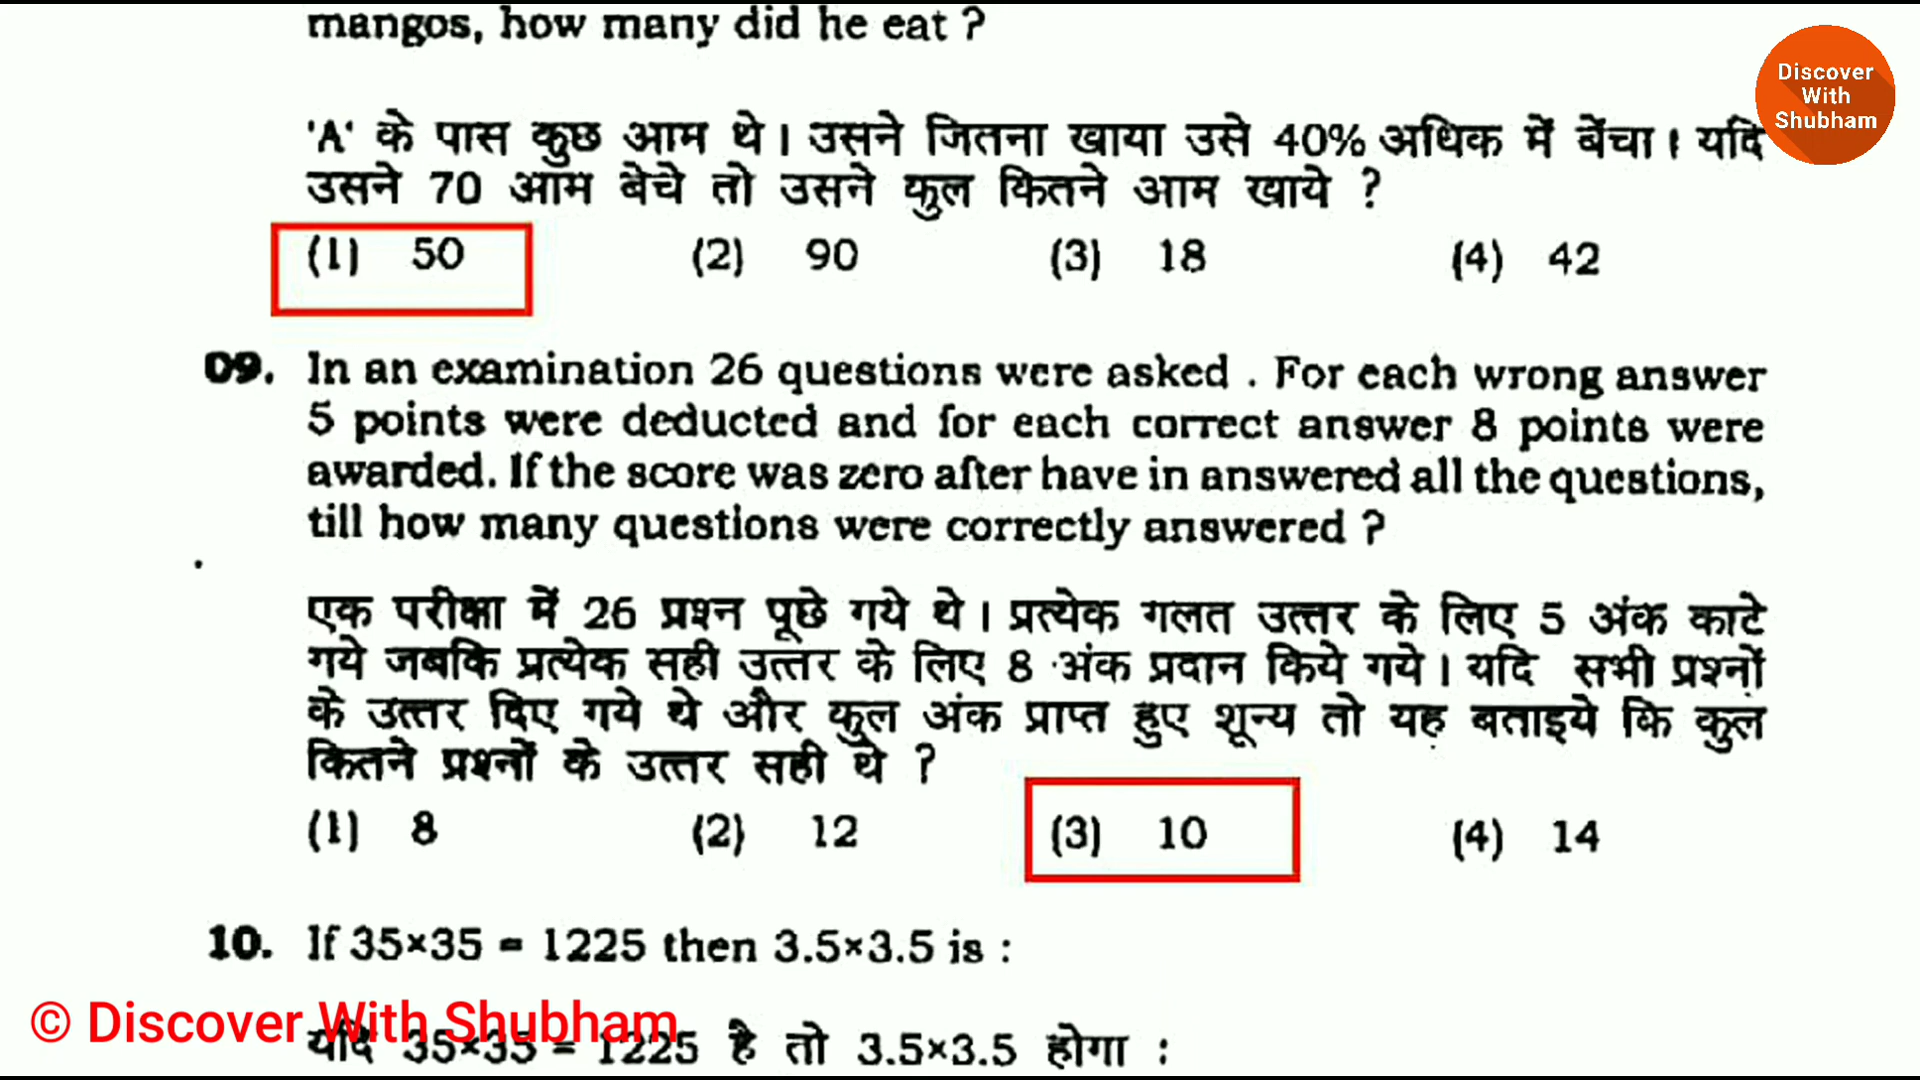 mangos, how many did he eat ?
Discover
With
Shubham
'A' के पास कुछ आम थे। उसने जितना खाया उसे 40% अधिक में बेंचा। यदि
उसने 70 आम बेचे तो उसने कुल कितने आम खाये ?
(1) 50 (2) 90 (3) 18 (4) 42
09. In an examination 26 questions were asked . For each wrong answer
5 points were deducted and for each correct answer 8 points were
awarded. If the score was zero after have in answered all the questions,
till how many questions were correctly answered ?
एक परीक्षा में 26 प्रश्न पूछे गये थे। प्रत्येक गलत उत्तर के लिए 5 अंक काटे
गये जबकि प्रत्येक सही उत्तर के लिए 8 अंक प्रदान किये गये। यदि सभी प्रश्नों
के उत्तर दिए गये थे और कुल अंक प्राप्त हुए शून्य तो यह बताइये कि कुल
कितने प्रश्नों के उत्तर सही थे ?
(1) 8 (2) 12 (3) 10 (4) 14
10. If 35×35 = 1225 then 3.5×3.5 is :
© Discover With Shubham
यदि 35×35 = 1225 है तो 3.5×3.5 होगा :